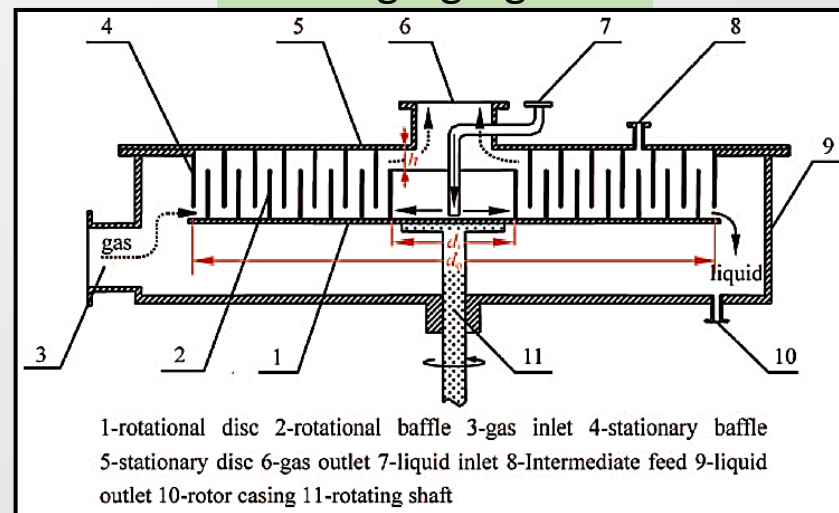 4
5
6
7
8
h
9
gas
dᵢ
dₒ
liquid
3
2
1
11
10
1-rotational disc 2-rotational baffle 3-gas inlet 4-stationary baffle
5-stationary disc 6-gas outlet 7-liquid inlet 8-Intermediate feed 9-liquid
outlet 10-rotor casing 11-rotating shaft